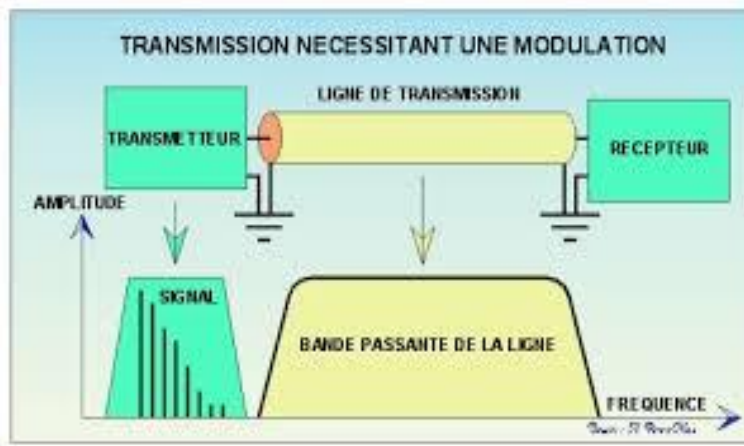 TRANSMISSION NECESSITANT UNE MODULATION
LIGNE DE TRANSMISSION
TRANSMETTEUR
RECEPTEUR
AMPLITUDE
SIGNAL
BANDE PASSANTE DE LA LIGNE
FREQUENCE